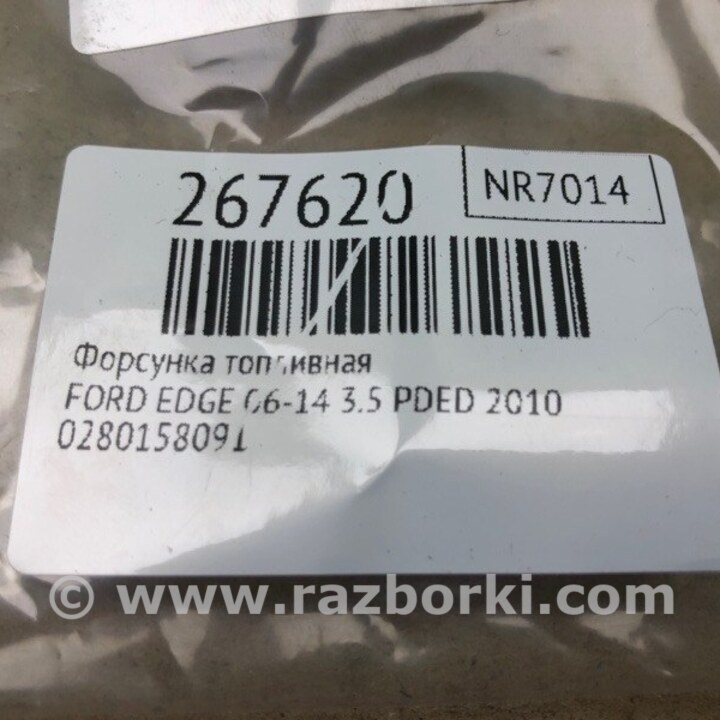 267620
NR7014
Форсунка топливная
FORD EDGE 06-14 3.5 PDED 2010
0280158091
© www.razborki.com